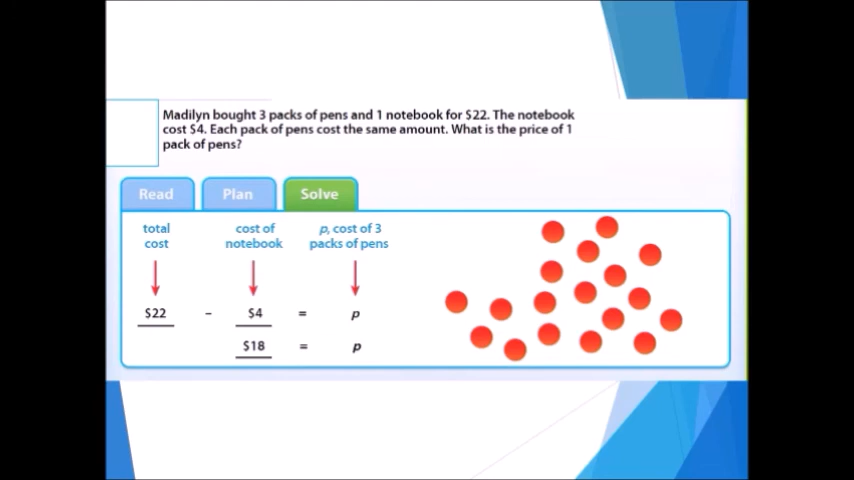 Madilyn bought 3 packs of pens and 1 notebook for $22. The notebook
cost $4. Each pack of pens cost the same amount. What is the price of 1
pack of pens?
Read Plan Solve
total cost of p, cost of 3
cost notebook packs of pens
$22 – $4 = p
$18 = p